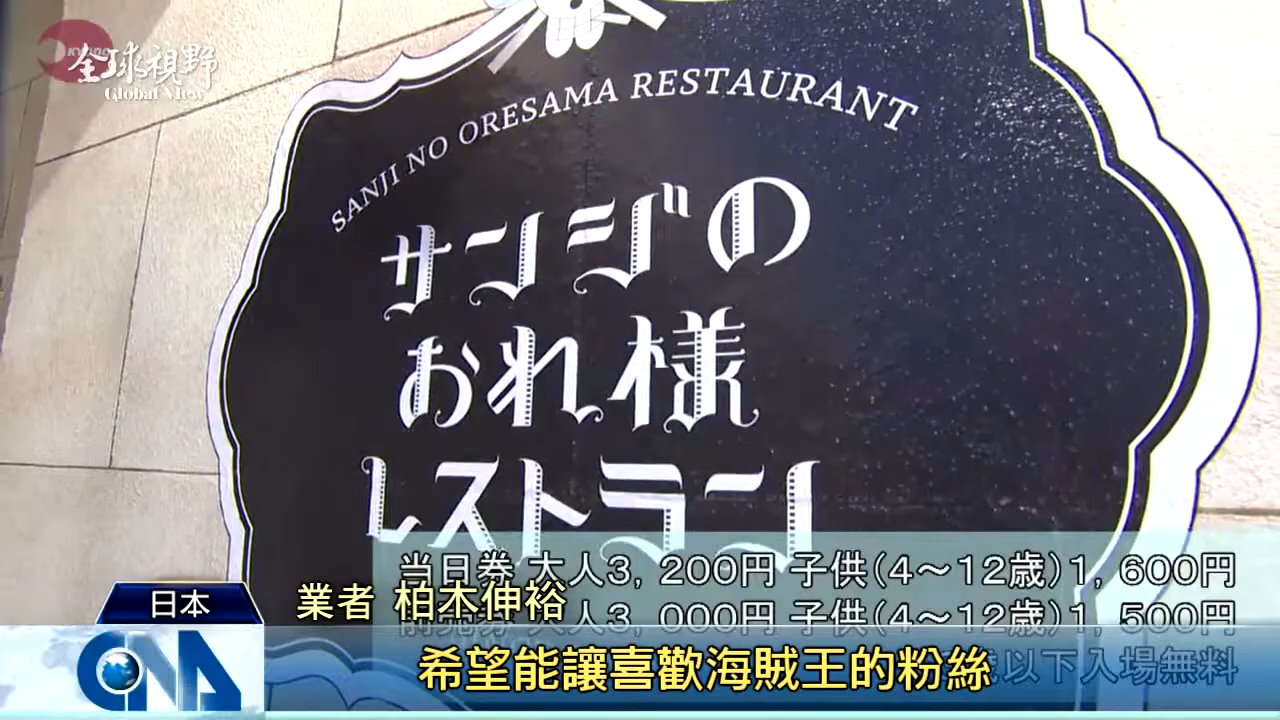 全球視野
Global View
SANJI NO ORESAMA RESTAURANT
サンジの
おれ様
レストラン
当日券 大人3,200円 子供(4～12歳)1,600円
大人3,000円 子供(4～12歳)1,500円
歳以下入場無料
日本
業者 柏木伸裕
CNA
希望能讓喜歡海賊王的粉絲